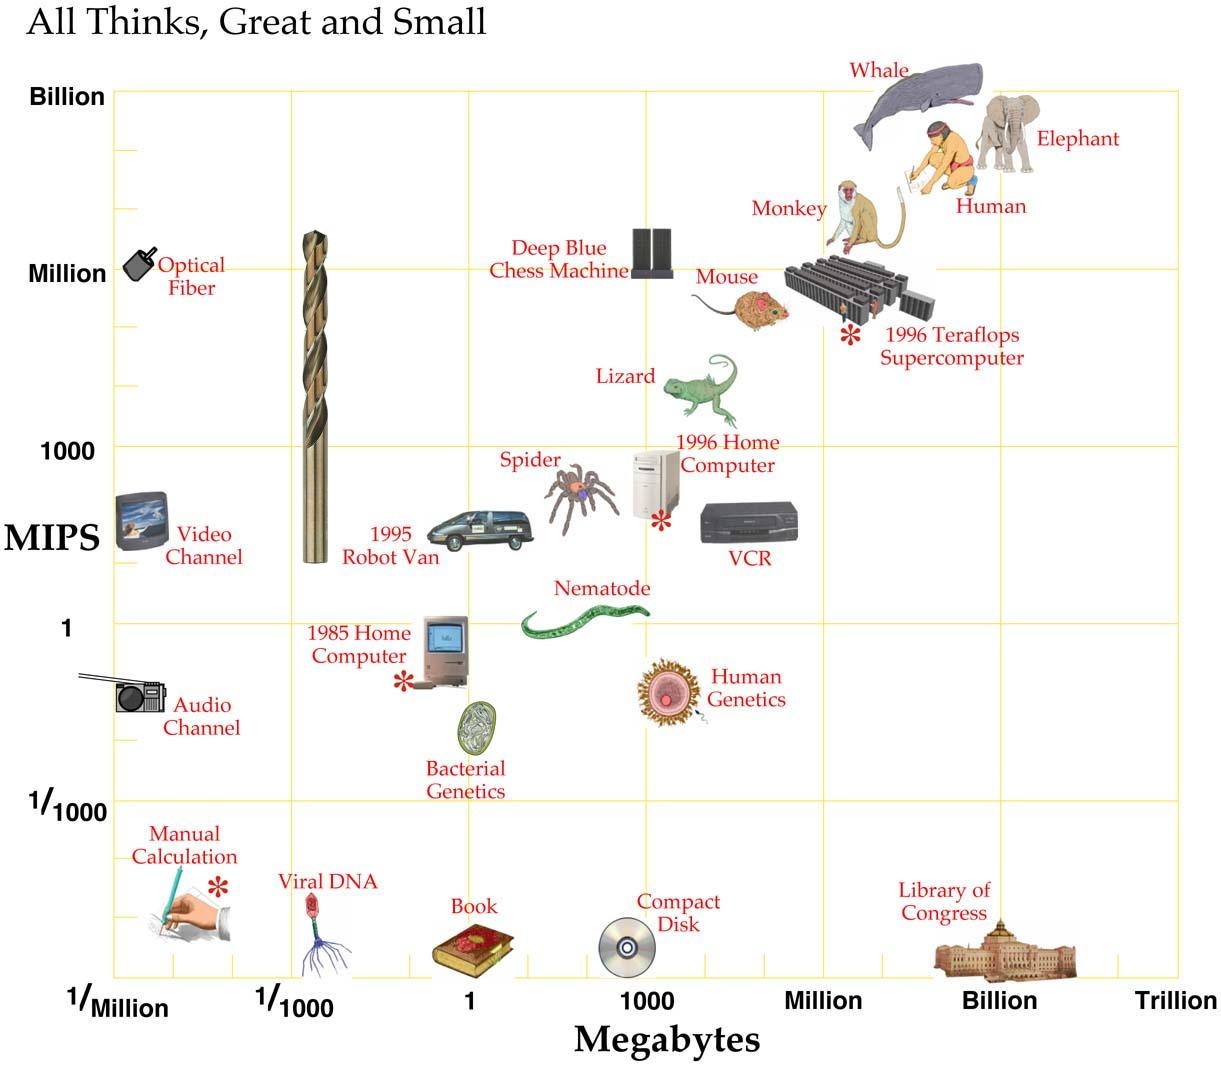 All Thinks, Great and Small
Billion
Whale
Elephant
Human
Monkey
Million
Optical
Fiber
Deep Blue
Chess Machine
Mouse
1996 Teraflops
Supercomputer
Lizard
1000
1996 Home
Computer
Spider
MIPS
Video
Channel
1995
Robot Van
VCR
Nematode
1
1985 Home
Computer
*
*
*
Human
Genetics
Audio
Channel
Bacterial
Genetics
1/1000
Manual
Calculation
*
Viral DNA
Book
Compact
Disk
Library of
Congress
1/Million
1/1000
1
1000
Million
Billion
Trillion
Megabytes